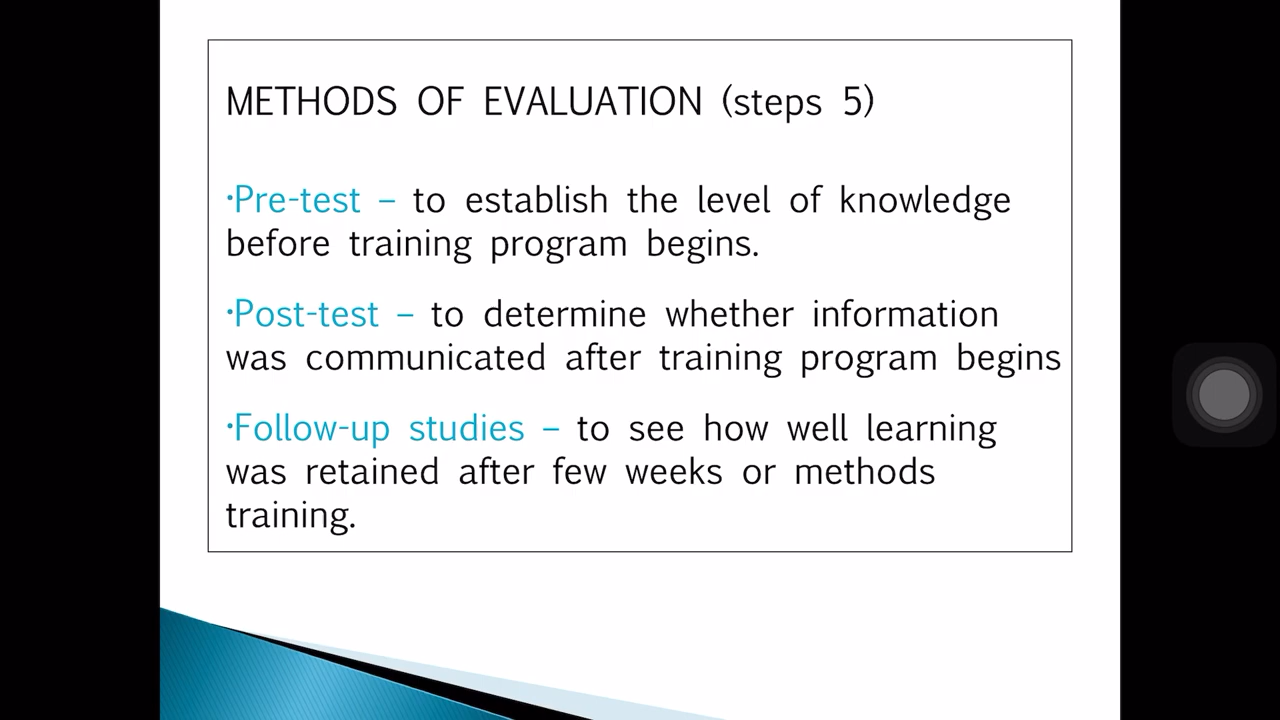 METHODS OF EVALUATION (steps 5)
·Pre-test – to establish the level of knowledge
before training program begins.
·Post-test – to determine whether information
was communicated after training program begins
·Follow-up studies – to see how well learning
was retained after few weeks or methods
training.